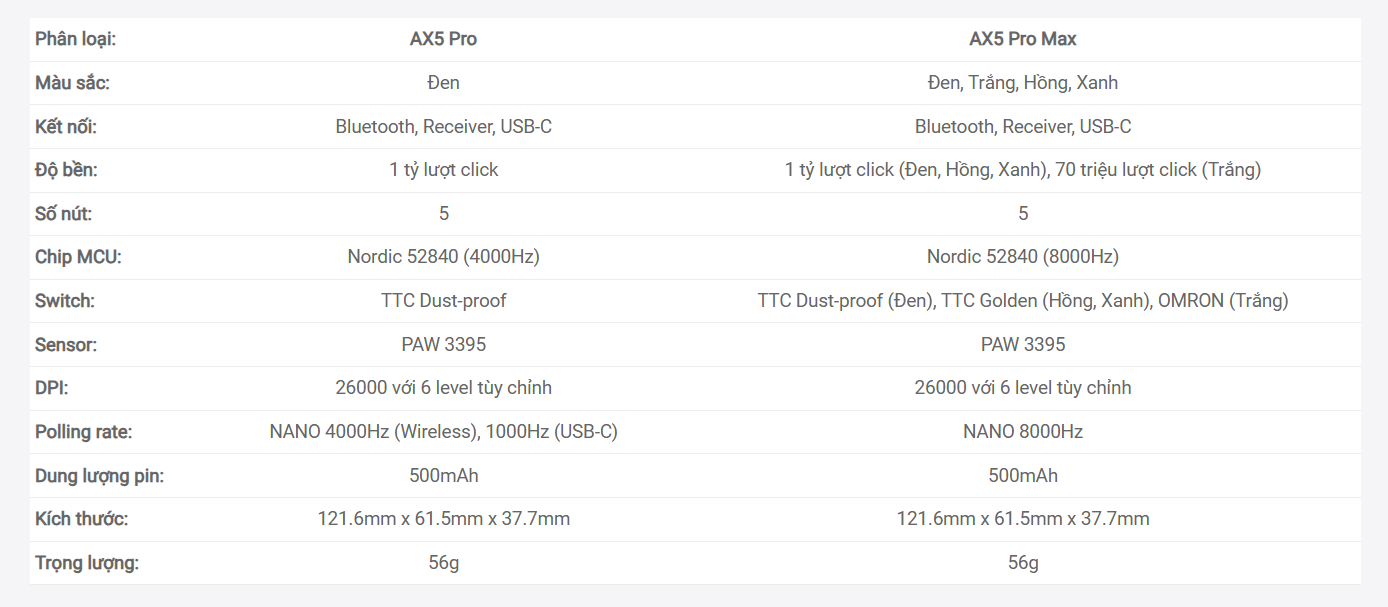 Phân loại: AX5 Pro AX5 Pro Max
Màu sắc: Đen Đen, Trắng, Hồng, Xanh
Kết nối: Bluetooth, Receiver, USB-C Bluetooth, Receiver, USB-C
Độ bền: 1 tỷ lượt click 1 tỷ lượt click (Đen, Hồng, Xanh), 70 triệu lượt click (Trắng)
Số nút: 5 5
Chip MCU: Nordic 52840 (4000Hz) Nordic 52840 (8000Hz)
Switch: TTC Dust-proof TTC Dust-proof (Đen), TTC Golden (Hồng, Xanh), OMRON (Trắng)
Sensor: PAW 3395 PAW 3395
DPI: 26000 với 6 level tùy chỉnh 26000 với 6 level tùy chỉnh
Polling rate: NANO 4000Hz (Wireless), 1000Hz (USB-C) NANO 8000Hz
Dung lượng pin: 500mAh 500mAh
Kích thước: 121.6mm x 61.5mm x 37.7mm 121.6mm x 61.5mm x 37.7mm
Trọng lượng: 56g 56g